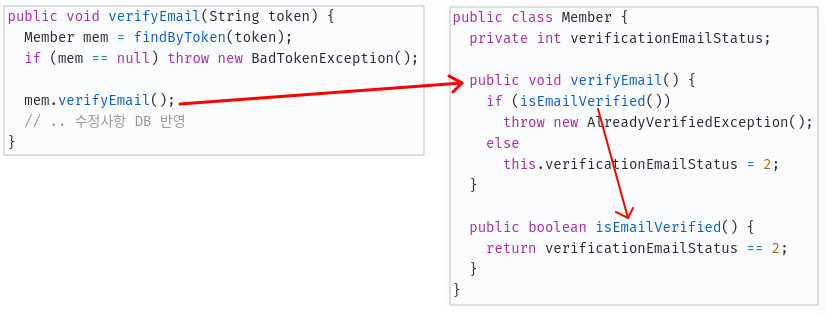 public void verifyEmail(String token) {
  Member mem = findByToken(token);
  if (mem == null) throw new BadTokenException();
  mem.verifyEmail();
  // .. 수정사항 DB 반영
}
public class Member {
  private int verificationEmailStatus;
  public void verifyEmail() {
    if (isEmailVerified())
      throw new AlreadyVerifiedException();
    else
      this.verificationEmailStatus = 2;
  }
  public boolean isEmailVerified() {
    return verificationEmailStatus == 2;
  }
}